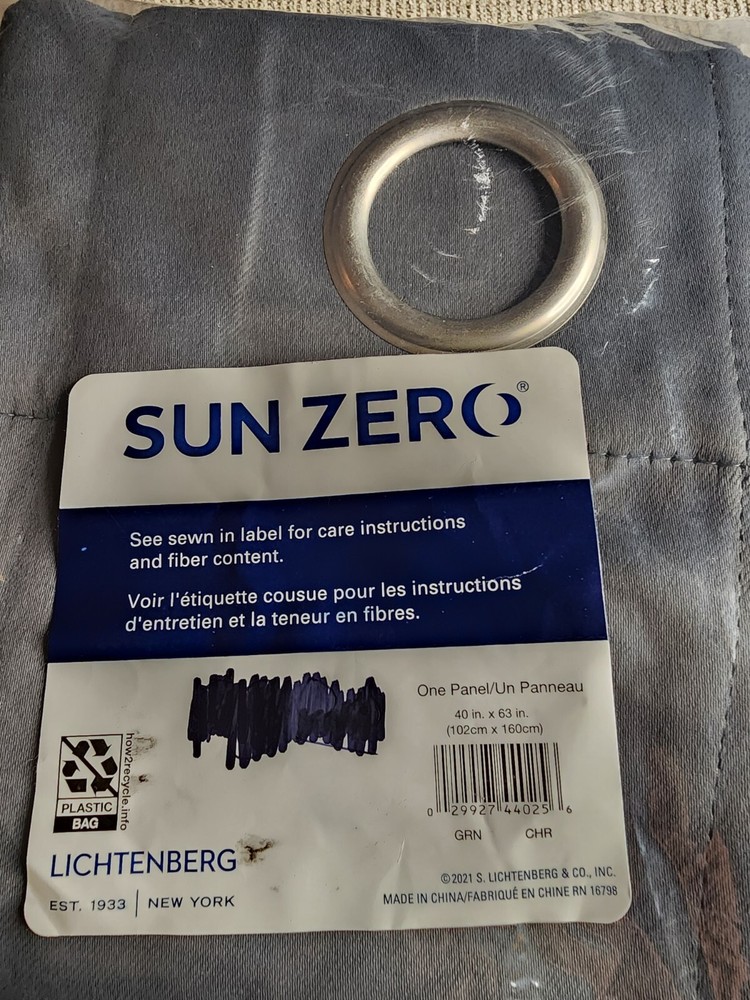 SUN ZERO®
See sewn in label for care instructions
and fiber content.
Voir l'étiquette cousue pour les instructions
d'entretien et la teneur en fibres.
One Panel/Un Panneau
40 in. x 63 in.
(102cm x 160cm)
0 29927 44025 6
GRN CHR
how2recycle.info
PLASTIC
BAG
LICHTENBERG
EST. 1933 | NEW YORK
©2021 S. LICHTENBERG & CO., INC.
MADE IN CHINA/FABRIQUÉ EN CHINE RN 16798